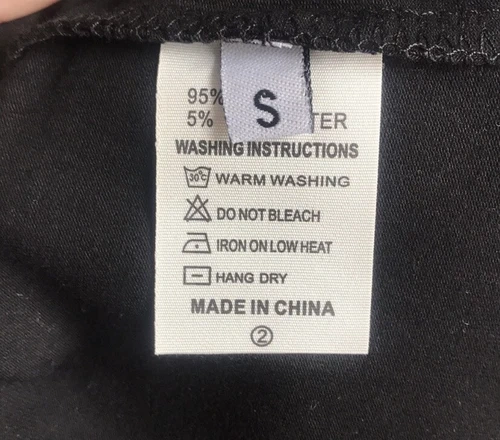 S
95%
5% TER
WASHING INSTRUCTIONS
30°C WARM WASHING
DO NOT BLEACH
IRON ON LOW HEAT
HANG DRY
MADE IN CHINA
2